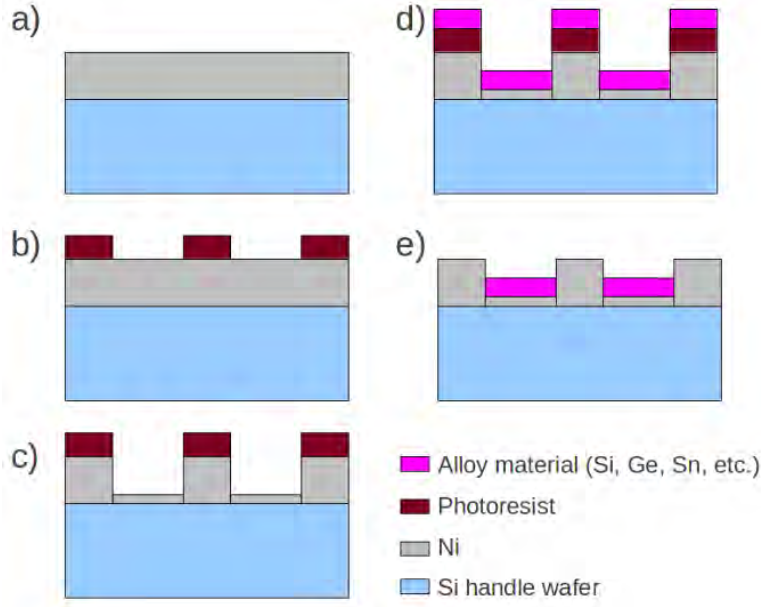 a)
b)
c)
d)
e)
Alloy material (Si, Ge, Sn, etc.)
Photoresist
Ni
Si handle wafer